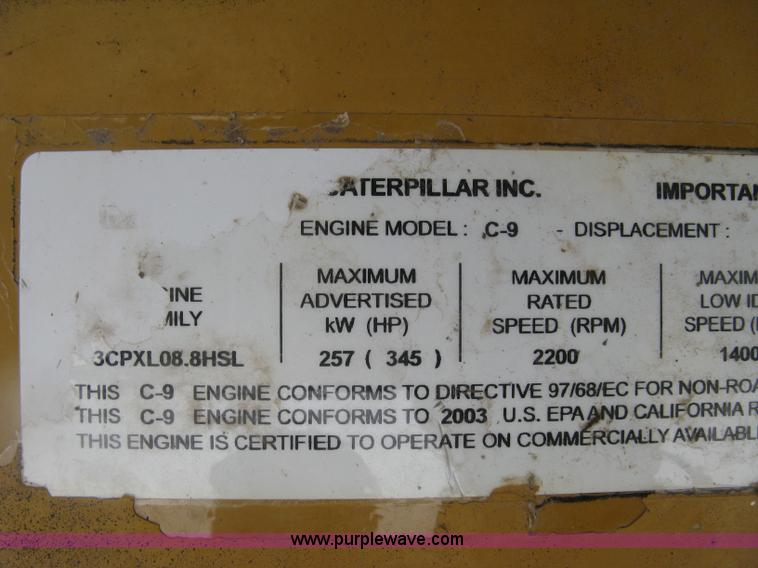 CATERPILLAR INC. IMPORTAN
ENGINE MODEL : C-9 - DISPLACEMENT :
INE MAXIMUM MAXIMUM MAXIM
MILY ADVERTISED RATED LOW ID
kW (HP) SPEED (RPM) SPEED (
3CPXL08.8HSL 257 ( 345 ) 2200 1400
THIS C-9 ENGINE CONFORMS TO DIRECTIVE 97/68/EC FOR NON-ROA
THIS C-9 ENGINE CONFORMS TO 2003 U.S. EPA AND CALIFORNIA R
THIS ENGINE IS CERTIFIED TO OPERATE ON COMMERCIALLY AVAILABL
www.purplewave.com